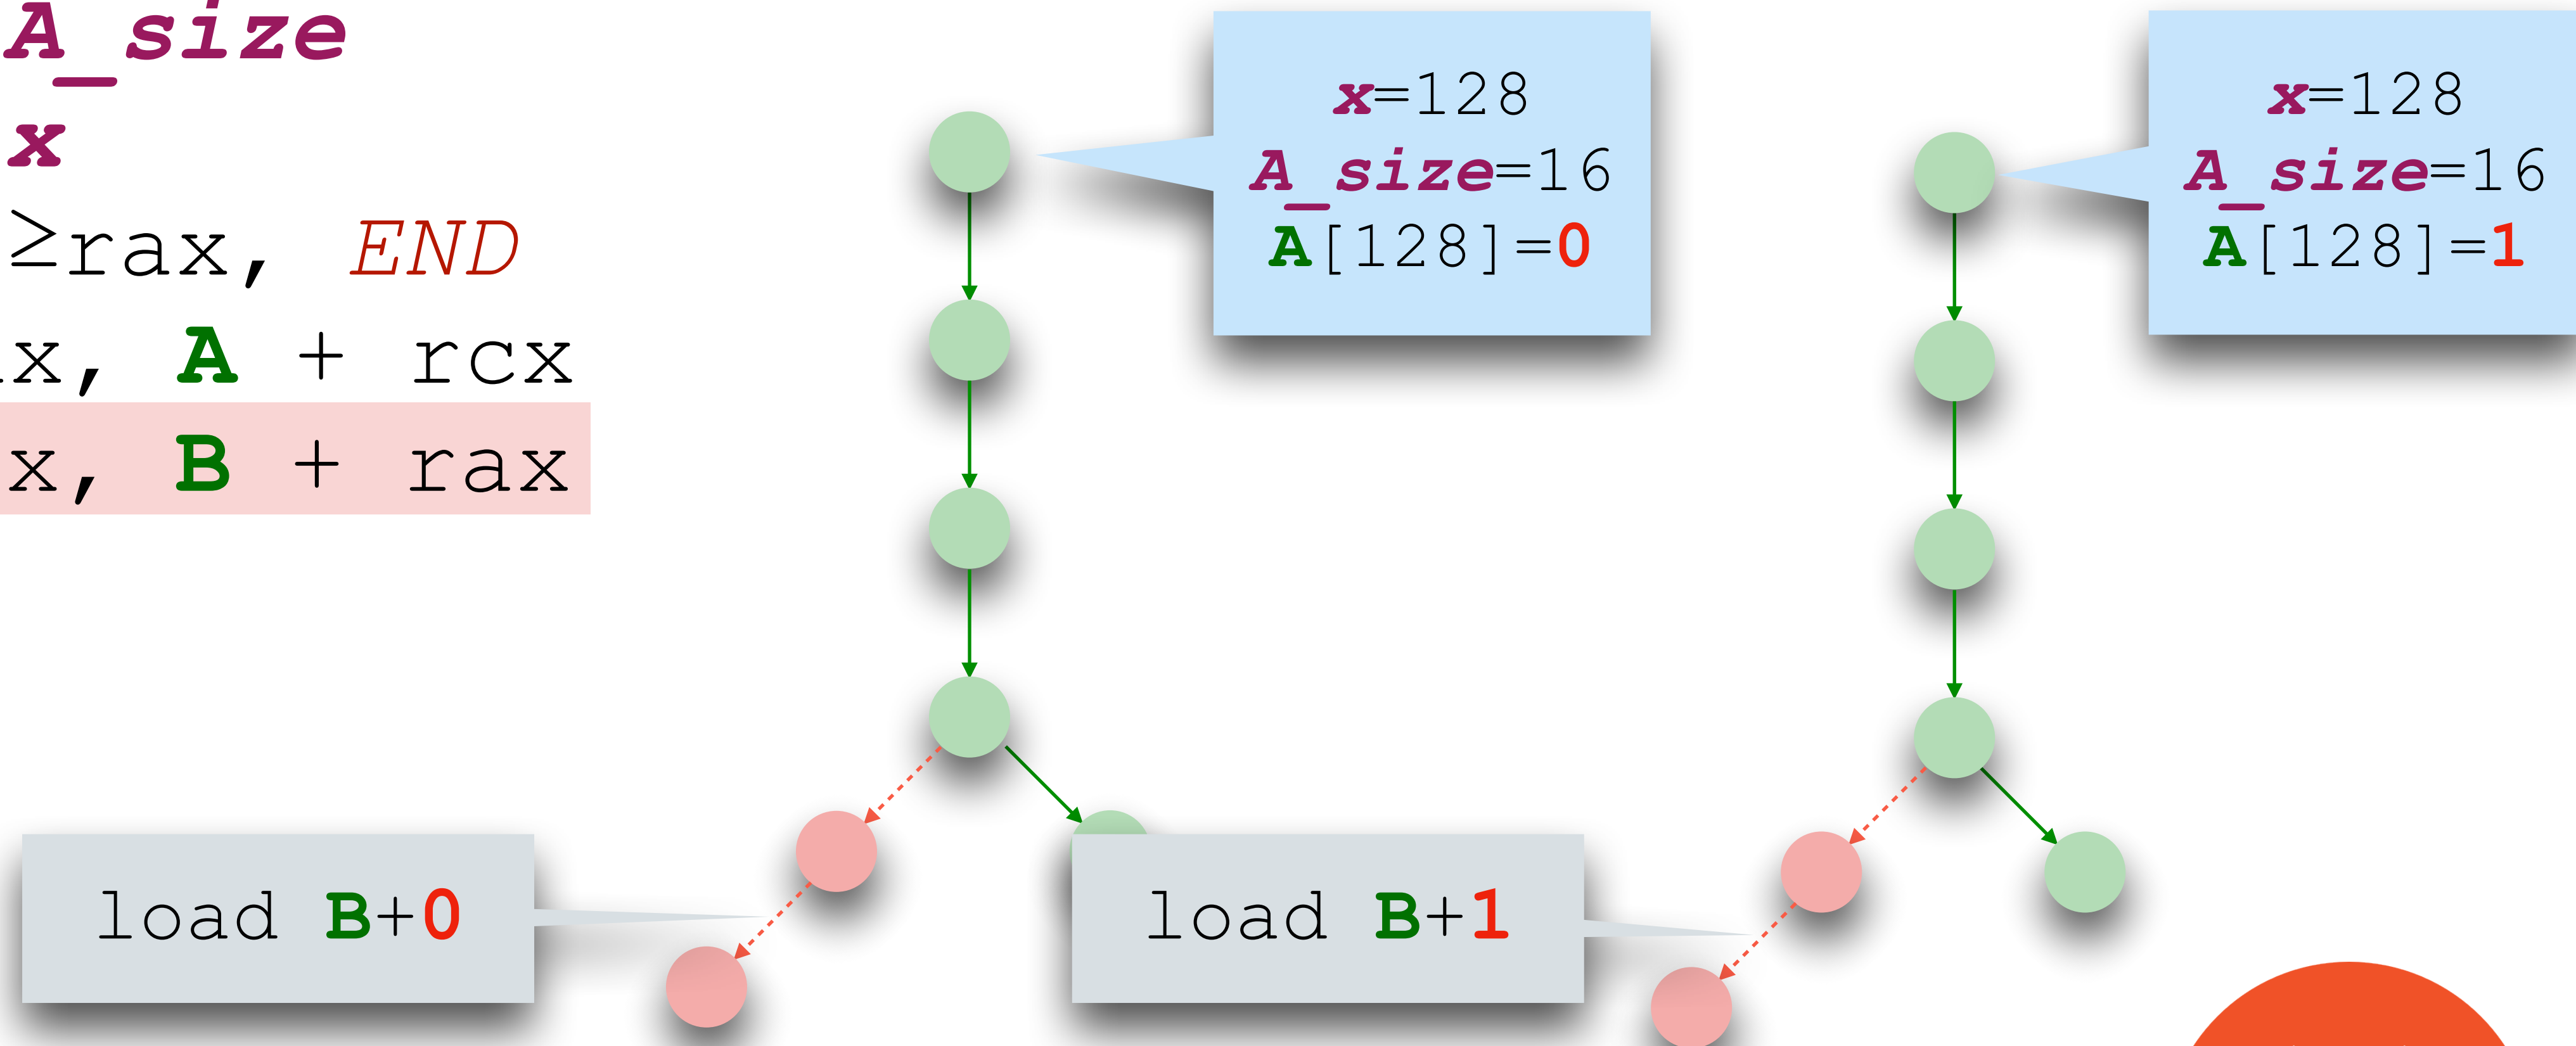 A_size
x
≥rax, END
x, A + rcx
x, B + rax
x=128
A_size=16
A[128]=0
x=128
A_size=16
A[128]=1
load B+0
load B+1